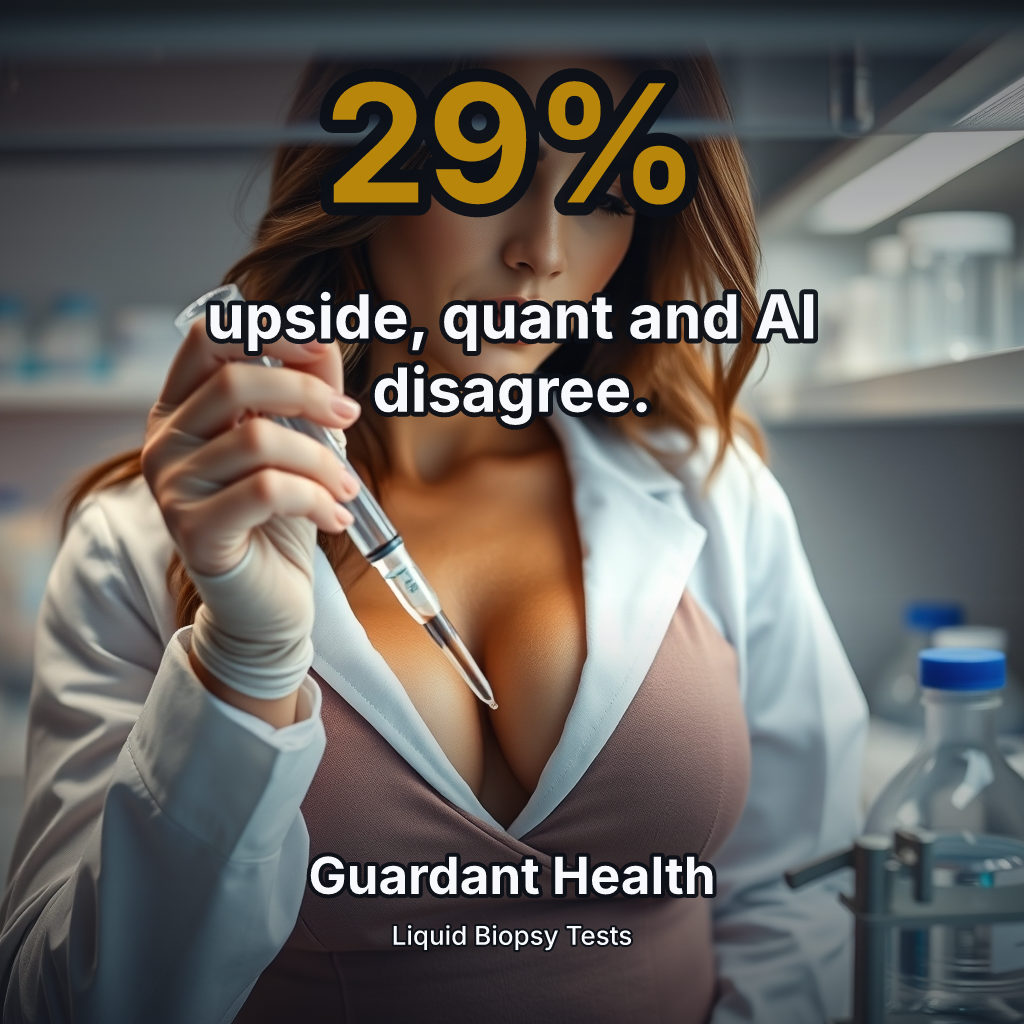 29%
upside, quant and AI
disagree.
Guardant Health
Liquid Biopsy Tests